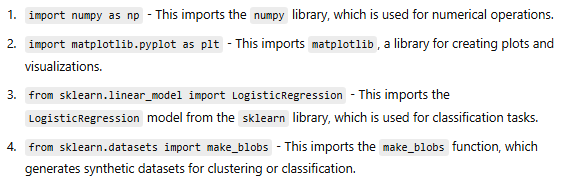 1. import numpy as np - This imports the numpy library, which is used for numerical operations.
2. import matplotlib.pyplot as plt - This imports matplotlib, a library for creating plots and
visualizations.
3. from sklearn.linear_model import LogisticRegression - This imports the
LogisticRegression model from the sklearn library, which is used for classification tasks.
4. from sklearn.datasets import make_blobs - This imports the make_blobs function, which
generates synthetic datasets for clustering or classification.